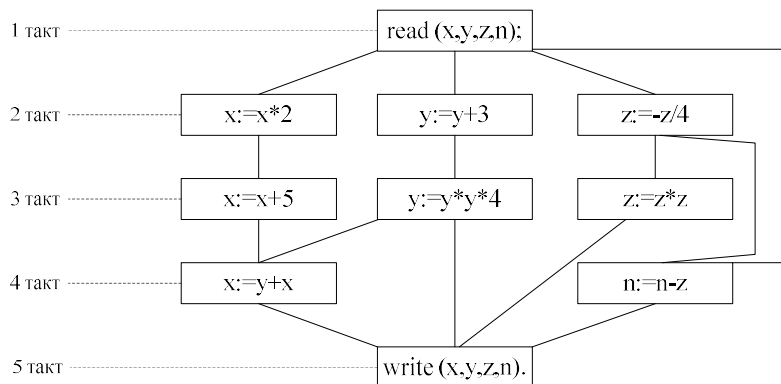 1 такт read (x,y,z,n);
2 такт x:=x*2 y:=y+3 z:=-z/4
3 такт x:=x+5 y:=y*y*4 z:=z*z
4 такт x:=y+x n:=n-z
5 такт write (x,y,z,n).